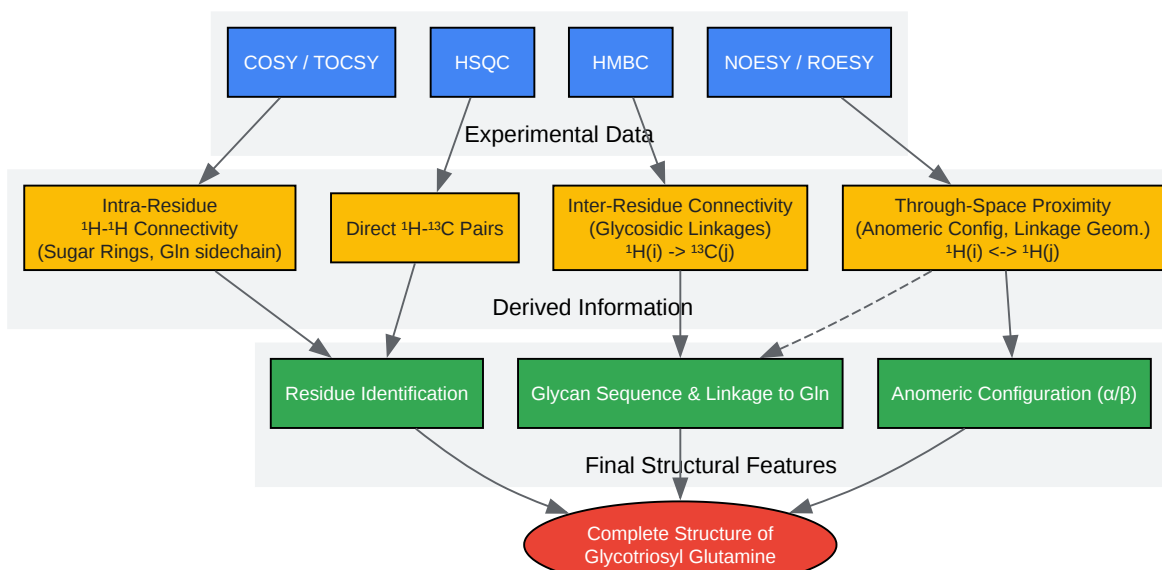 COSY / TOCSY
HSQC
HMBC
NOESY / ROESY
Experimental Data
Intra-Residue
¹H-¹H Connectivity
(Sugar Rings, Gln sidechain)
Direct ¹H-¹³C Pairs
Inter-Residue Connectivity
(Glycosidic Linkages)
¹H(i) -> ¹³C(j)
Through-Space Proximity
(Anomeric Config, Linkage Geom.)
¹H(i) <-> ¹H(j)
Derived Information
Residue Identification
Glycan Sequence & Linkage to Gln
Anomeric Configuration (α/β)
Final Structural Features
Complete Structure of
Glycotriosyl Glutamine